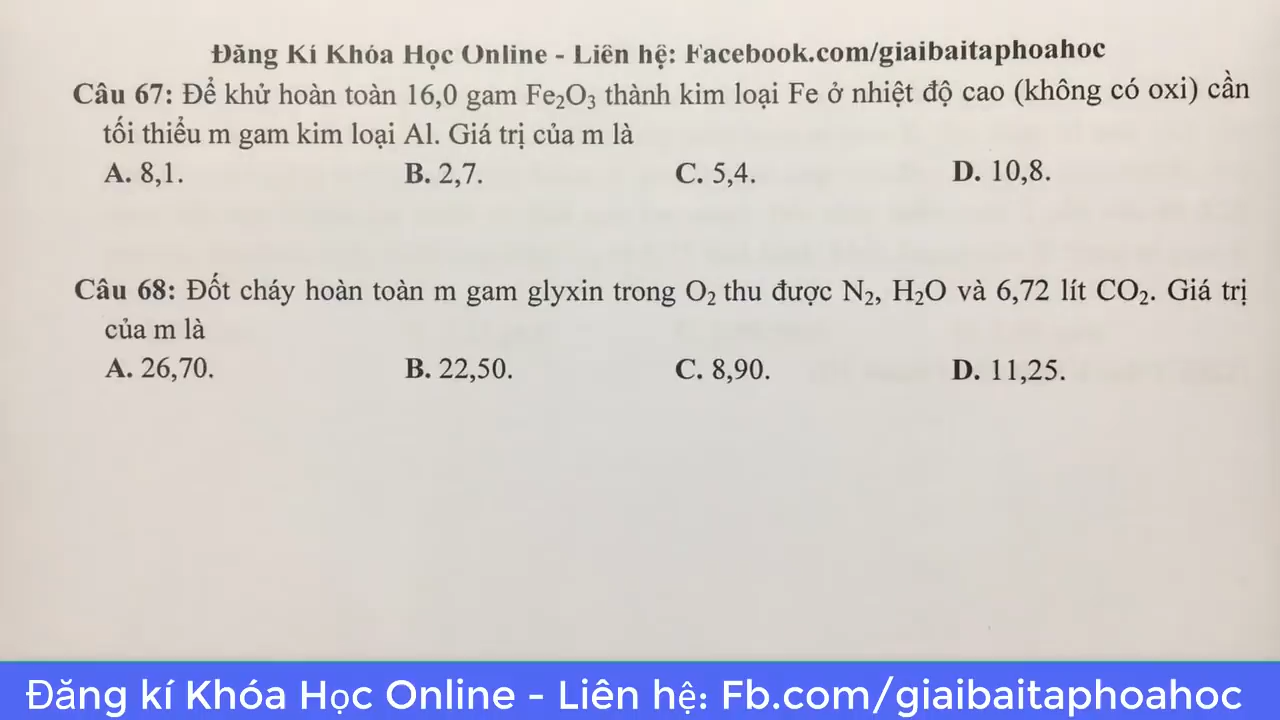 Đăng Kí Khóa Học Online - Liên hệ: Facebook.com/giaibaitaphoahoc
Câu 67: Để khử hoàn toàn 16,0 gam Fe₂O₃ thành kim loại Fe ở nhiệt độ cao (không có oxi) cần
tối thiểu m gam kim loại Al. Giá trị của m là
A. 8,1. B. 2,7. C. 5,4. D. 10,8.
Câu 68: Đốt cháy hoàn toàn m gam glyxin trong O₂ thu được N₂, H₂O và 6,72 lít CO₂. Giá trị
của m là
A. 26,70. B. 22,50. C. 8,90. D. 11,25.
Đăng kí Khóa Học Online - Liên hệ: Fb.com/giaibaitaphoahoc